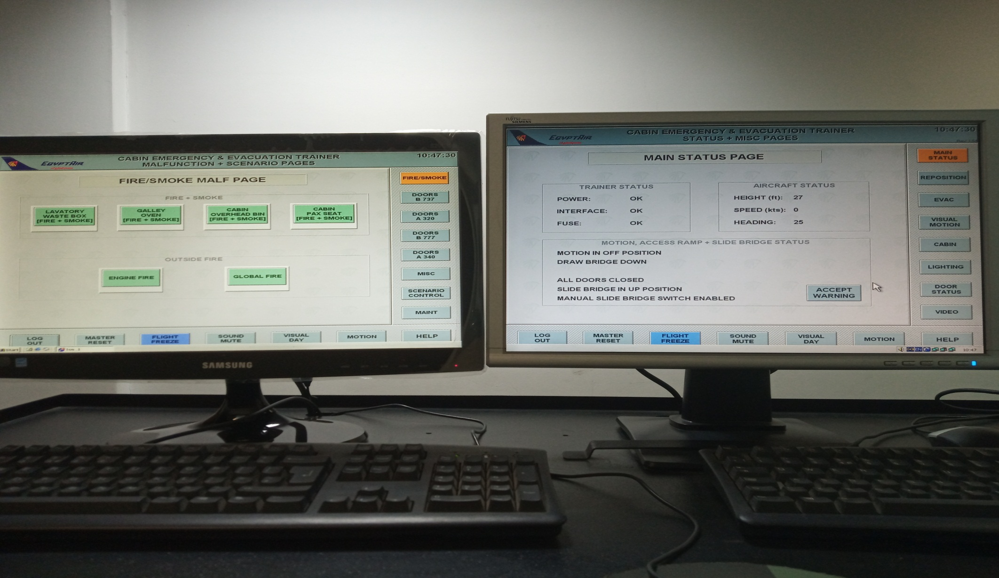 EGYPTAIR
CABIN EMERGENCY & EVACUATION TRAINER
MALFUNCTION + SCENARIO PAGES
10:47:30
FIRE/SMOKE MALF PAGE
FIRE + SMOKE
LAVATORY
WASTE BOX
[FIRE + SMOKE]
GALLEY
OVEN
[FIRE + SMOKE]
CABIN
OVERHEAD BIN
[FIRE + SMOKE]
CABIN
PAX SEAT
[FIRE + SMOKE]
OUTSIDE FIRE
ENGINE FIRE
GLOBAL FIRE
FIRE/SMOKE
DOORS
B 737
DOORS
A 320
DOORS
B 777
DOORS
A 340
MISC
SCENARIO
CONTROL
MAINT
LOG
OUT
MASTER
RESET
FLIGHT
FREEZE
SOUND
MUTE
VISUAL
DAY
MOTION
HELP
Start
SAMSUNG
FUJITSU
SIEMENS
EGYPTAIR
CABIN EMERGENCY & EVACUATION TRAINER
STATUS + MISC PAGES
10:47:30
MAIN STATUS PAGE
TRAINER STATUS
POWER: OK
INTERFACE: OK
FUSE: OK
AIRCRAFT STATUS
HEIGHT (ft): 27
SPEED (kts): 0
HEADING: 25
MOTION, ACCESS RAMP + SLIDE BRIDGE STATUS
MOTION IN OFF POSITION
DRAW BRIDGE DOWN
ALL DOORS CLOSED
SLIDE BRIDGE IN UP POSITION
MANUAL SLIDE BRIDGE SWITCH ENABLED
ACCEPT
WARNING
MAIN
STATUS
REPOSITION
EVAC
VISUAL
MOTION
CABIN
LIGHTING
DOOR
STATUS
VIDEO
LOG
OUT
MASTER
RESET
FLIGHT
FREEZE
SOUND
MUTE
VISUAL
DAY
MOTION
HELP
EN
10:47